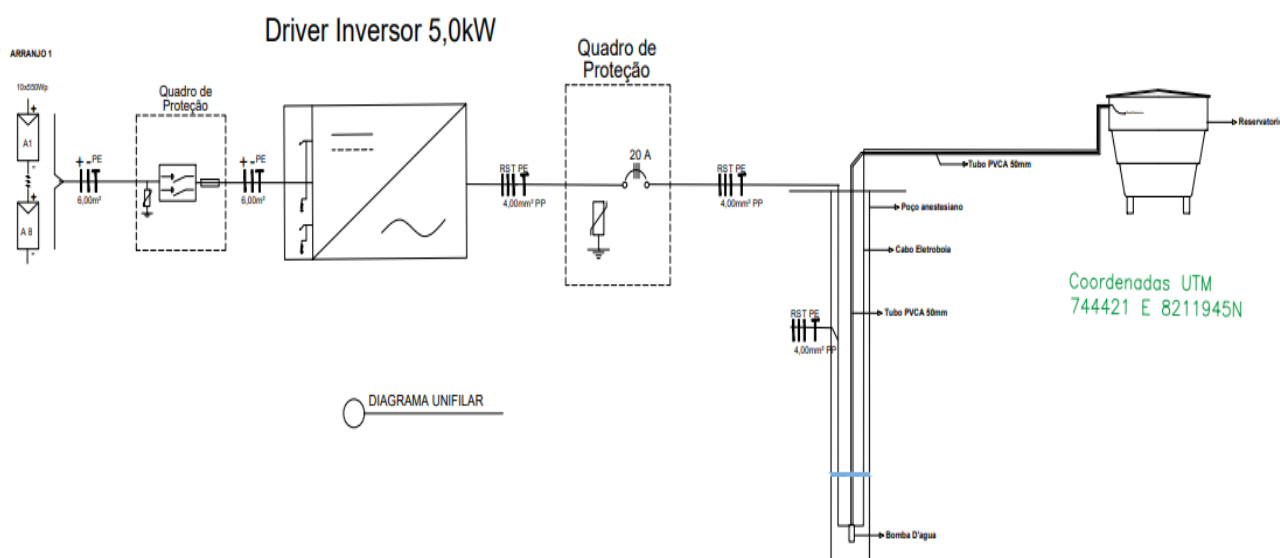 Driver Inversor 5,0kW
ARRANJO 1
10x550Wp
+
A1
-
+
A 8
-
+ - PE
6,00m²
Quadro de
Proteção
+ - PE
6,00m²
RST PE
4,00mm² PP
Quadro de
Proteção
20 A
RST PE
4,00mm² PP
Reservatorio
Tubo PVCA 50mm
Poço anestesiano
Cabo Eletroboia
Tubo PVCA 50mm
RST PE
4,00mm² PP
Bomba D'agua
Coordenadas UTM
744421 E 8211945N
DIAGRAMA UNIFILAR